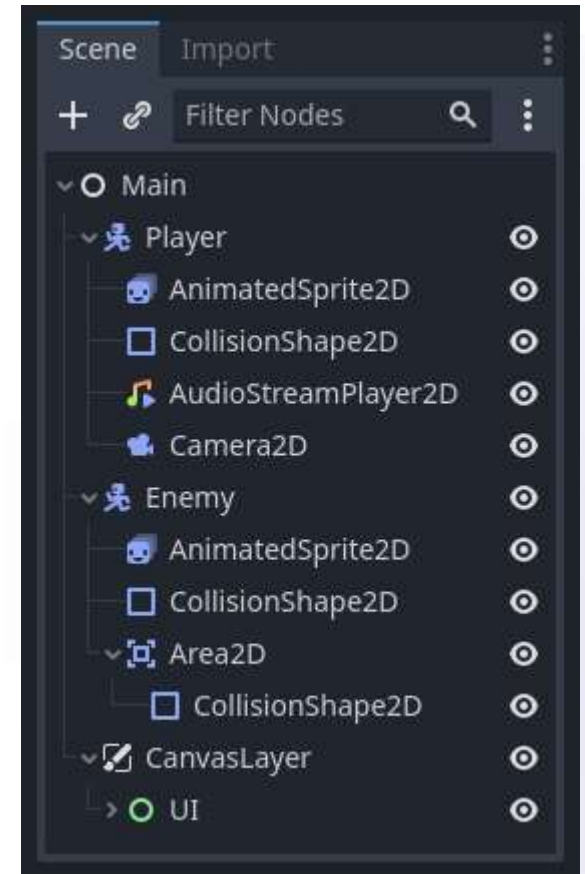 Scene Import
Filter Nodes
Main
Player
AnimatedSprite2D
CollisionShape2D
AudioStreamPlayer2D
Camera2D
Enemy
AnimatedSprite2D
CollisionShape2D
Area2D
CollisionShape2D
CanvasLayer
UI